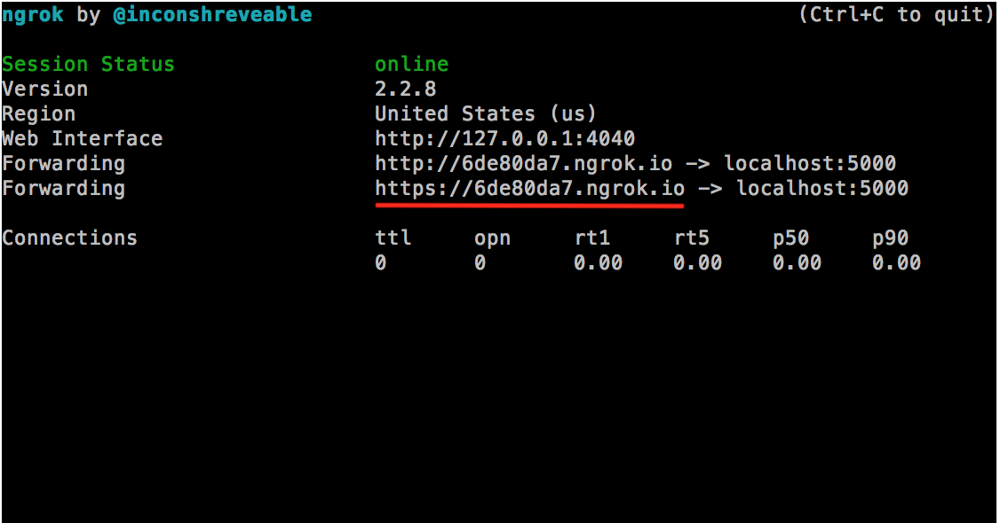 ngrok by @inconshreveable (Ctrl+C to quit)
Session Status online
Version 2.2.8
Region United States (us)
Web Interface http://127.0.0.1:4040
Forwarding http://6de80da7.ngrok.io -> localhost:5000
Forwarding https://6de80da7.ngrok.io -> localhost:5000
Connections ttl opn rt1 rt5 p50 p90
0 0 0.00 0.00 0.00 0.00